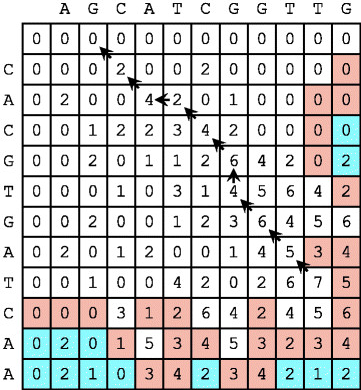 A G C A T C G G T T G
0 0 0 0 0 0 0 0 0 0 0 0
C 0 0 0 2 0 0 2 0 0 0 0 0
A 0 2 0 0 4 2 0 1 0 0 0 0
C 0 0 1 2 2 3 4 2 0 0 0 0
G 0 0 2 0 1 1 2 6 4 2 0 2
T 0 0 0 1 0 3 1 4 5 6 4 2
G 0 0 2 0 0 1 2 3 6 4 5 6
A 0 2 0 1 2 0 0 1 4 5 3 4
T 0 0 1 0 0 4 2 0 2 6 7 5
C 0 0 0 3 1 2 6 4 2 4 5 6
A 0 2 0 1 5 3 4 5 3 2 3 4
A 0 2 1 0 3 4 2 3 4 2 1 2